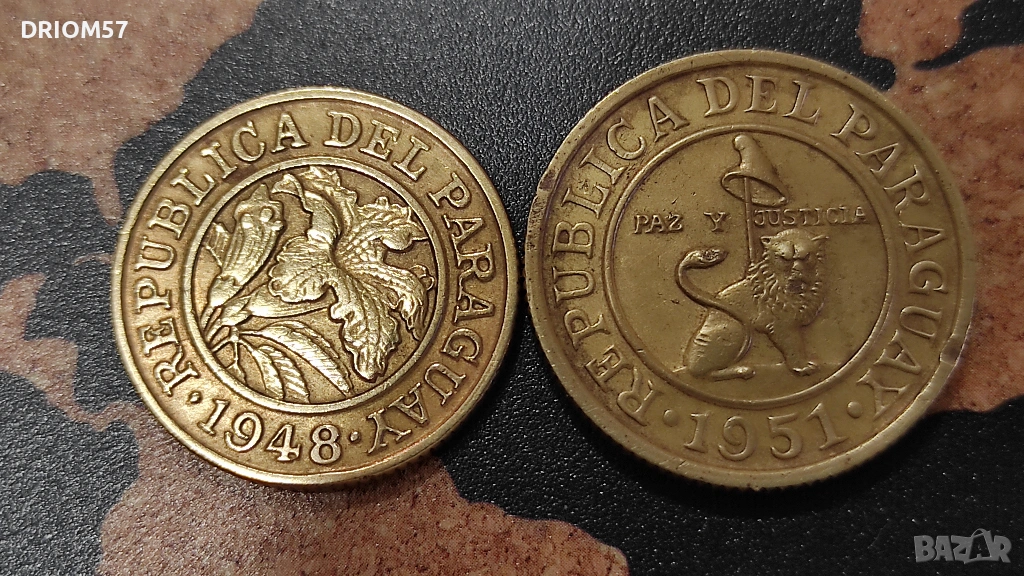 DRIOM57
REPUBLICA DEL PARAGUAY
· 1948 ·
REPUBLICA DEL PARAGUAY
PAZ Y JUSTICIA
· 1951 ·
BAZAR